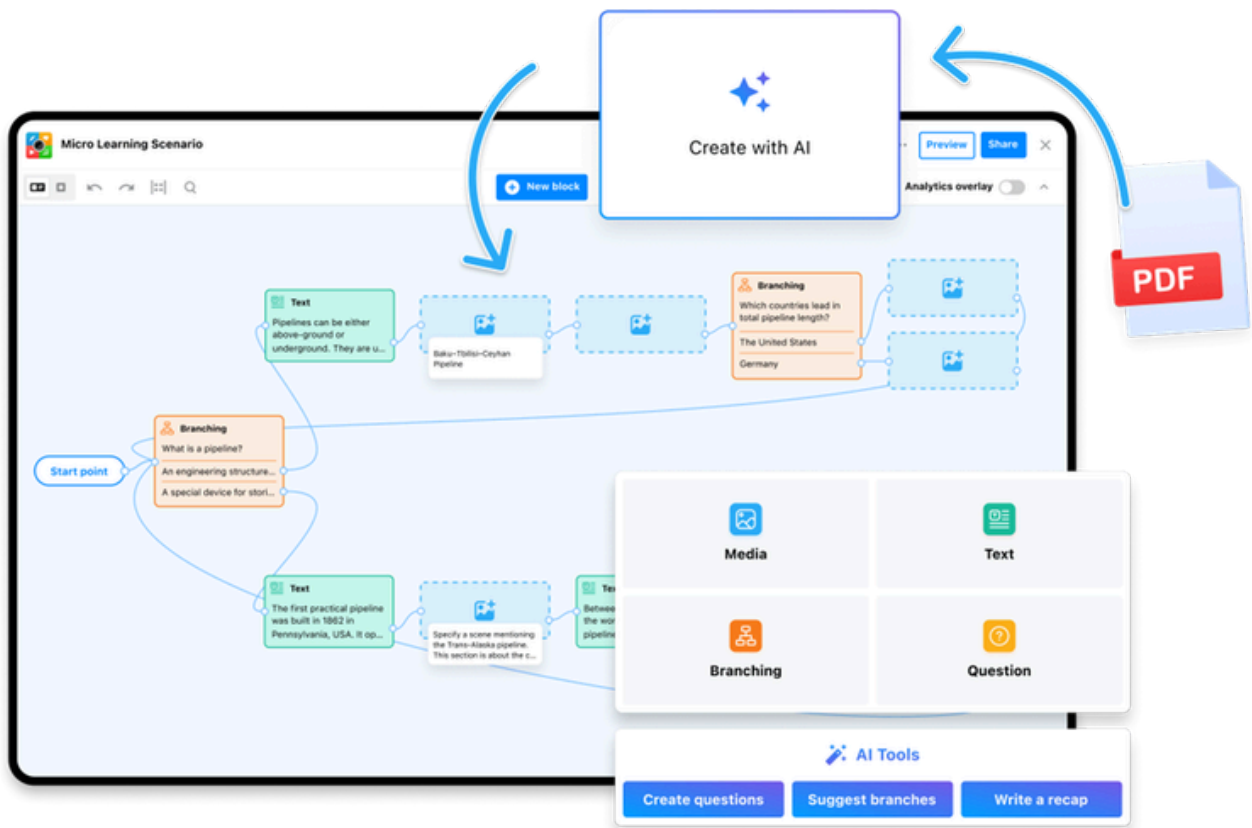 Create with AI
Micro Learning Scenario
Preview
Share
New block
Analytics overlay
PDF
Text
Pipelines can be either
above-ground or
underground. They are u...
Baku-Tbilisi-Ceyhan
Pipeline
Branching
Which countries lead in
total pipeline length?
The United States
Germany
Start point
Branching
What is a pipeline?
An engineering structure...
A special device for stori...
Text
The first practical pipeline
was built in 1862 in
Pennsylvania, USA. It op...
Specify a scene mentioning
the Trans-Alaska pipeline.
This section is about the c...
Media
Text
Branching
Question
AI Tools
Create questions
Suggest branches
Write a recap